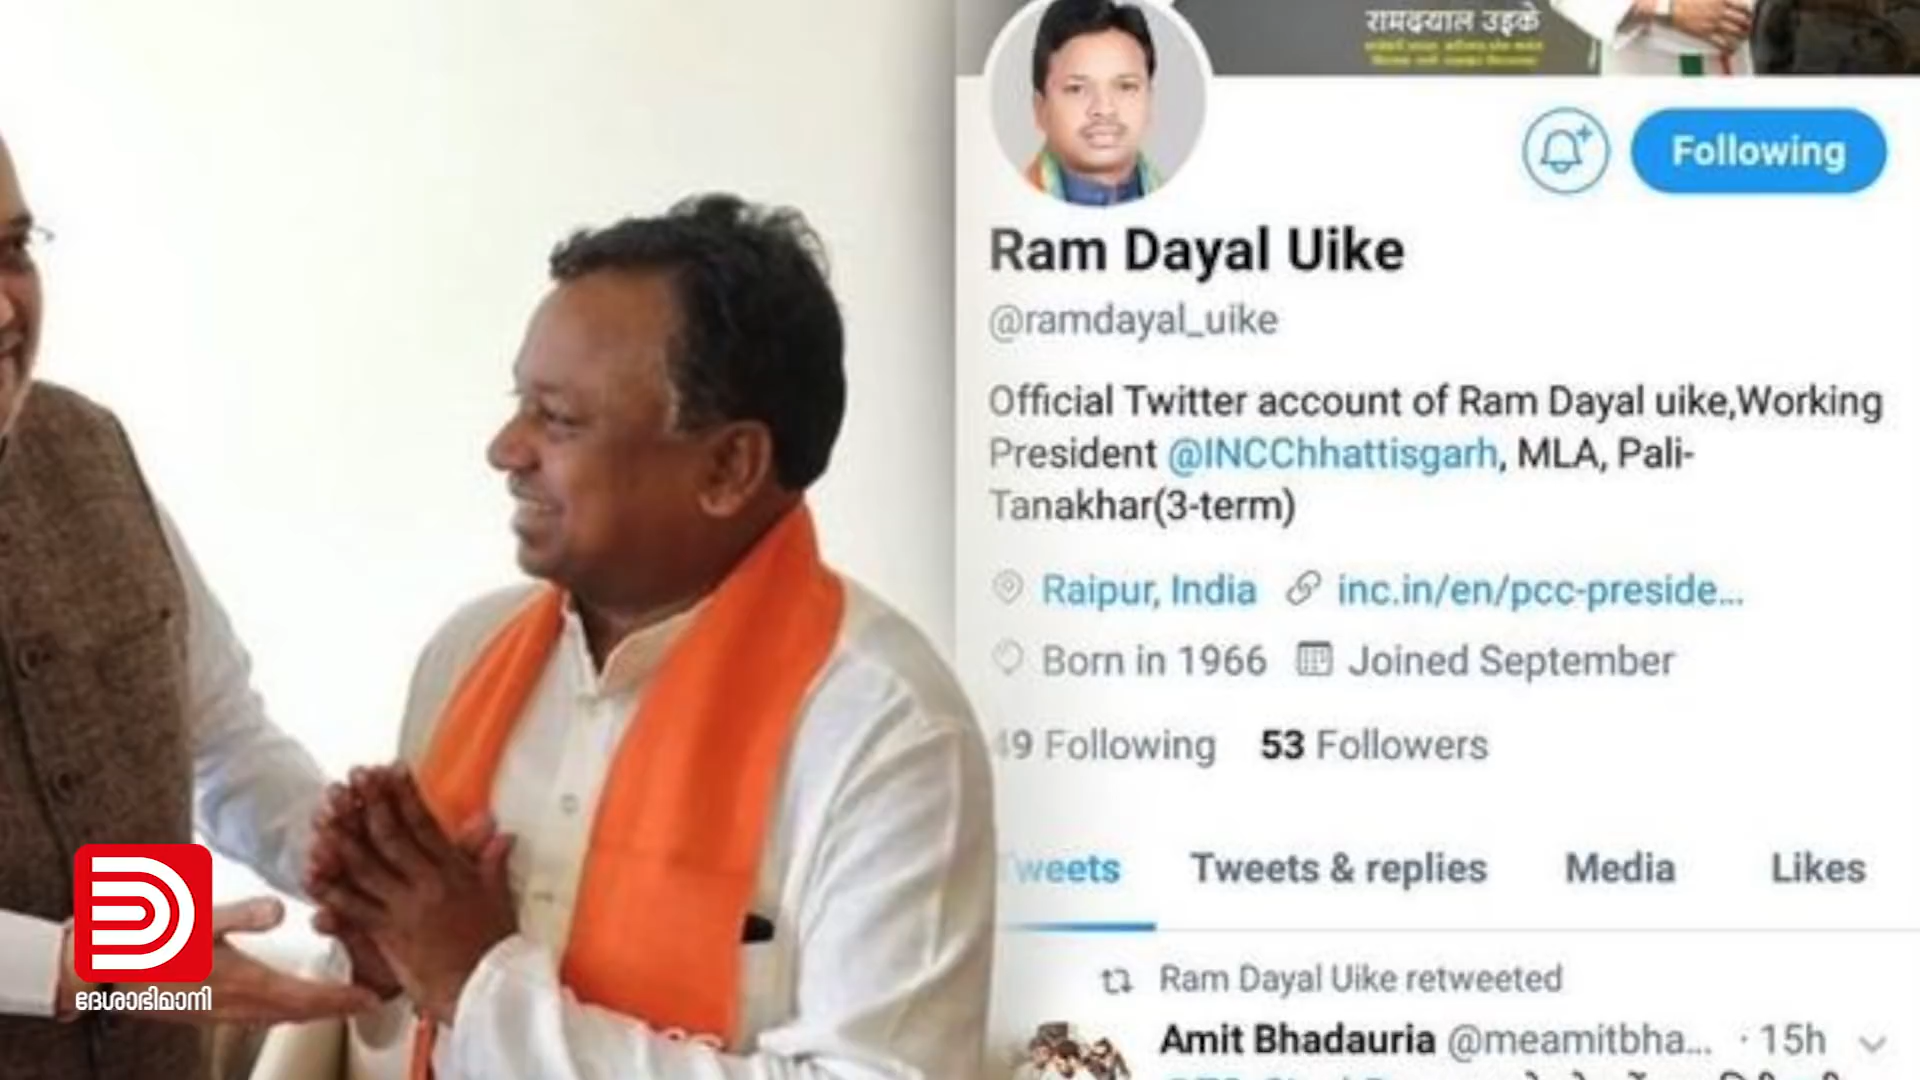 रामदयाल उइके
Following
Ram Dayal Uike
@ramdayal_uike
Official Twitter account of Ram Dayal uike,Working
President @INCChhattisgarh, MLA, Pali-
Tanakhar(3-term)
Raipur, India inc.in/en/pcc-preside...
Born in 1966 Joined September
49 Following 53 Followers
Tweets Tweets & replies Media Likes
Ram Dayal Uike retweeted
Amit Bhadauria @meamitbha... · 15h
ദേശാഭിമാനി